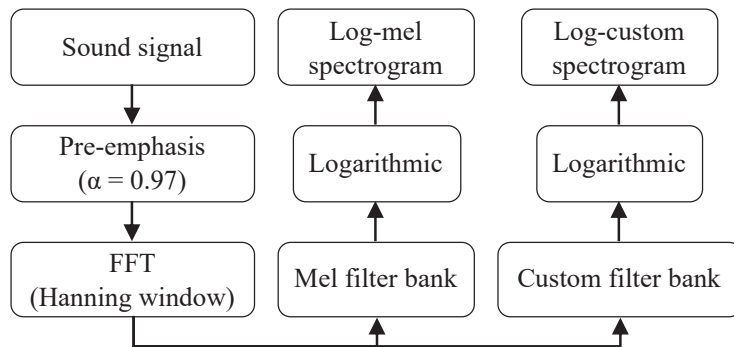 Sound signal
Pre-emphasis
(α = 0.97)
FFT
(Hanning window)
Log-mel
spectrogram
Logarithmic
Mel filter bank
Log-custom
spectrogram
Logarithmic
Custom filter bank